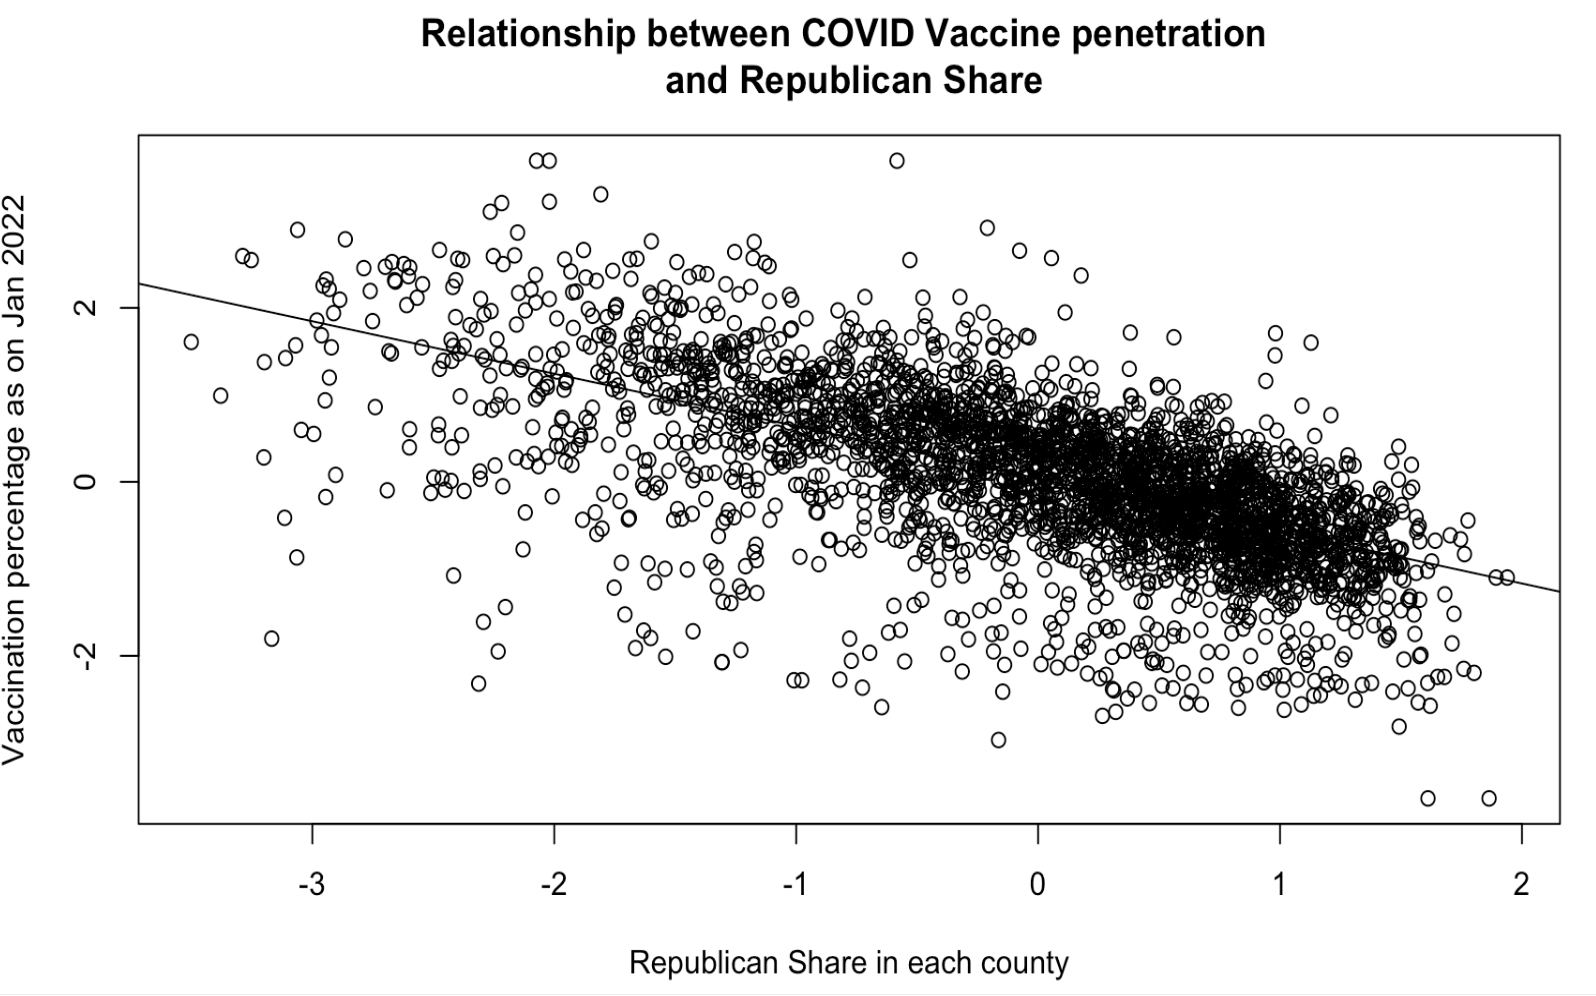 Relationship between COVID Vaccine penetration
and Republican Share
Vaccination percentage as on Jan 2022
2
0
-2
-3
-2
-1
0
1
2
Republican Share in each county